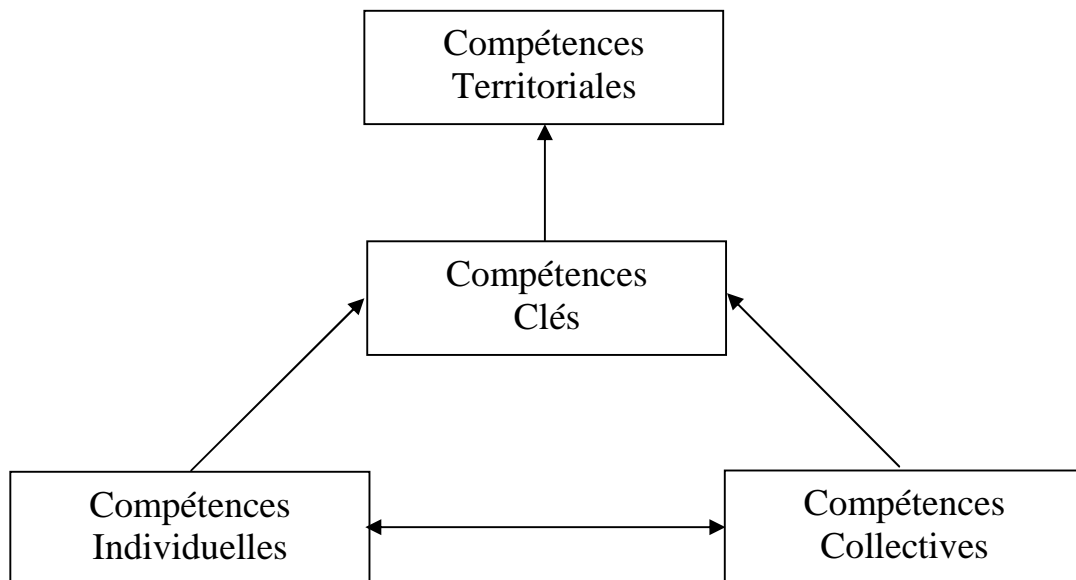 Compétences
Territoriales
Compétences
Clés
Compétences
Individuelles
Compétences
Collectives